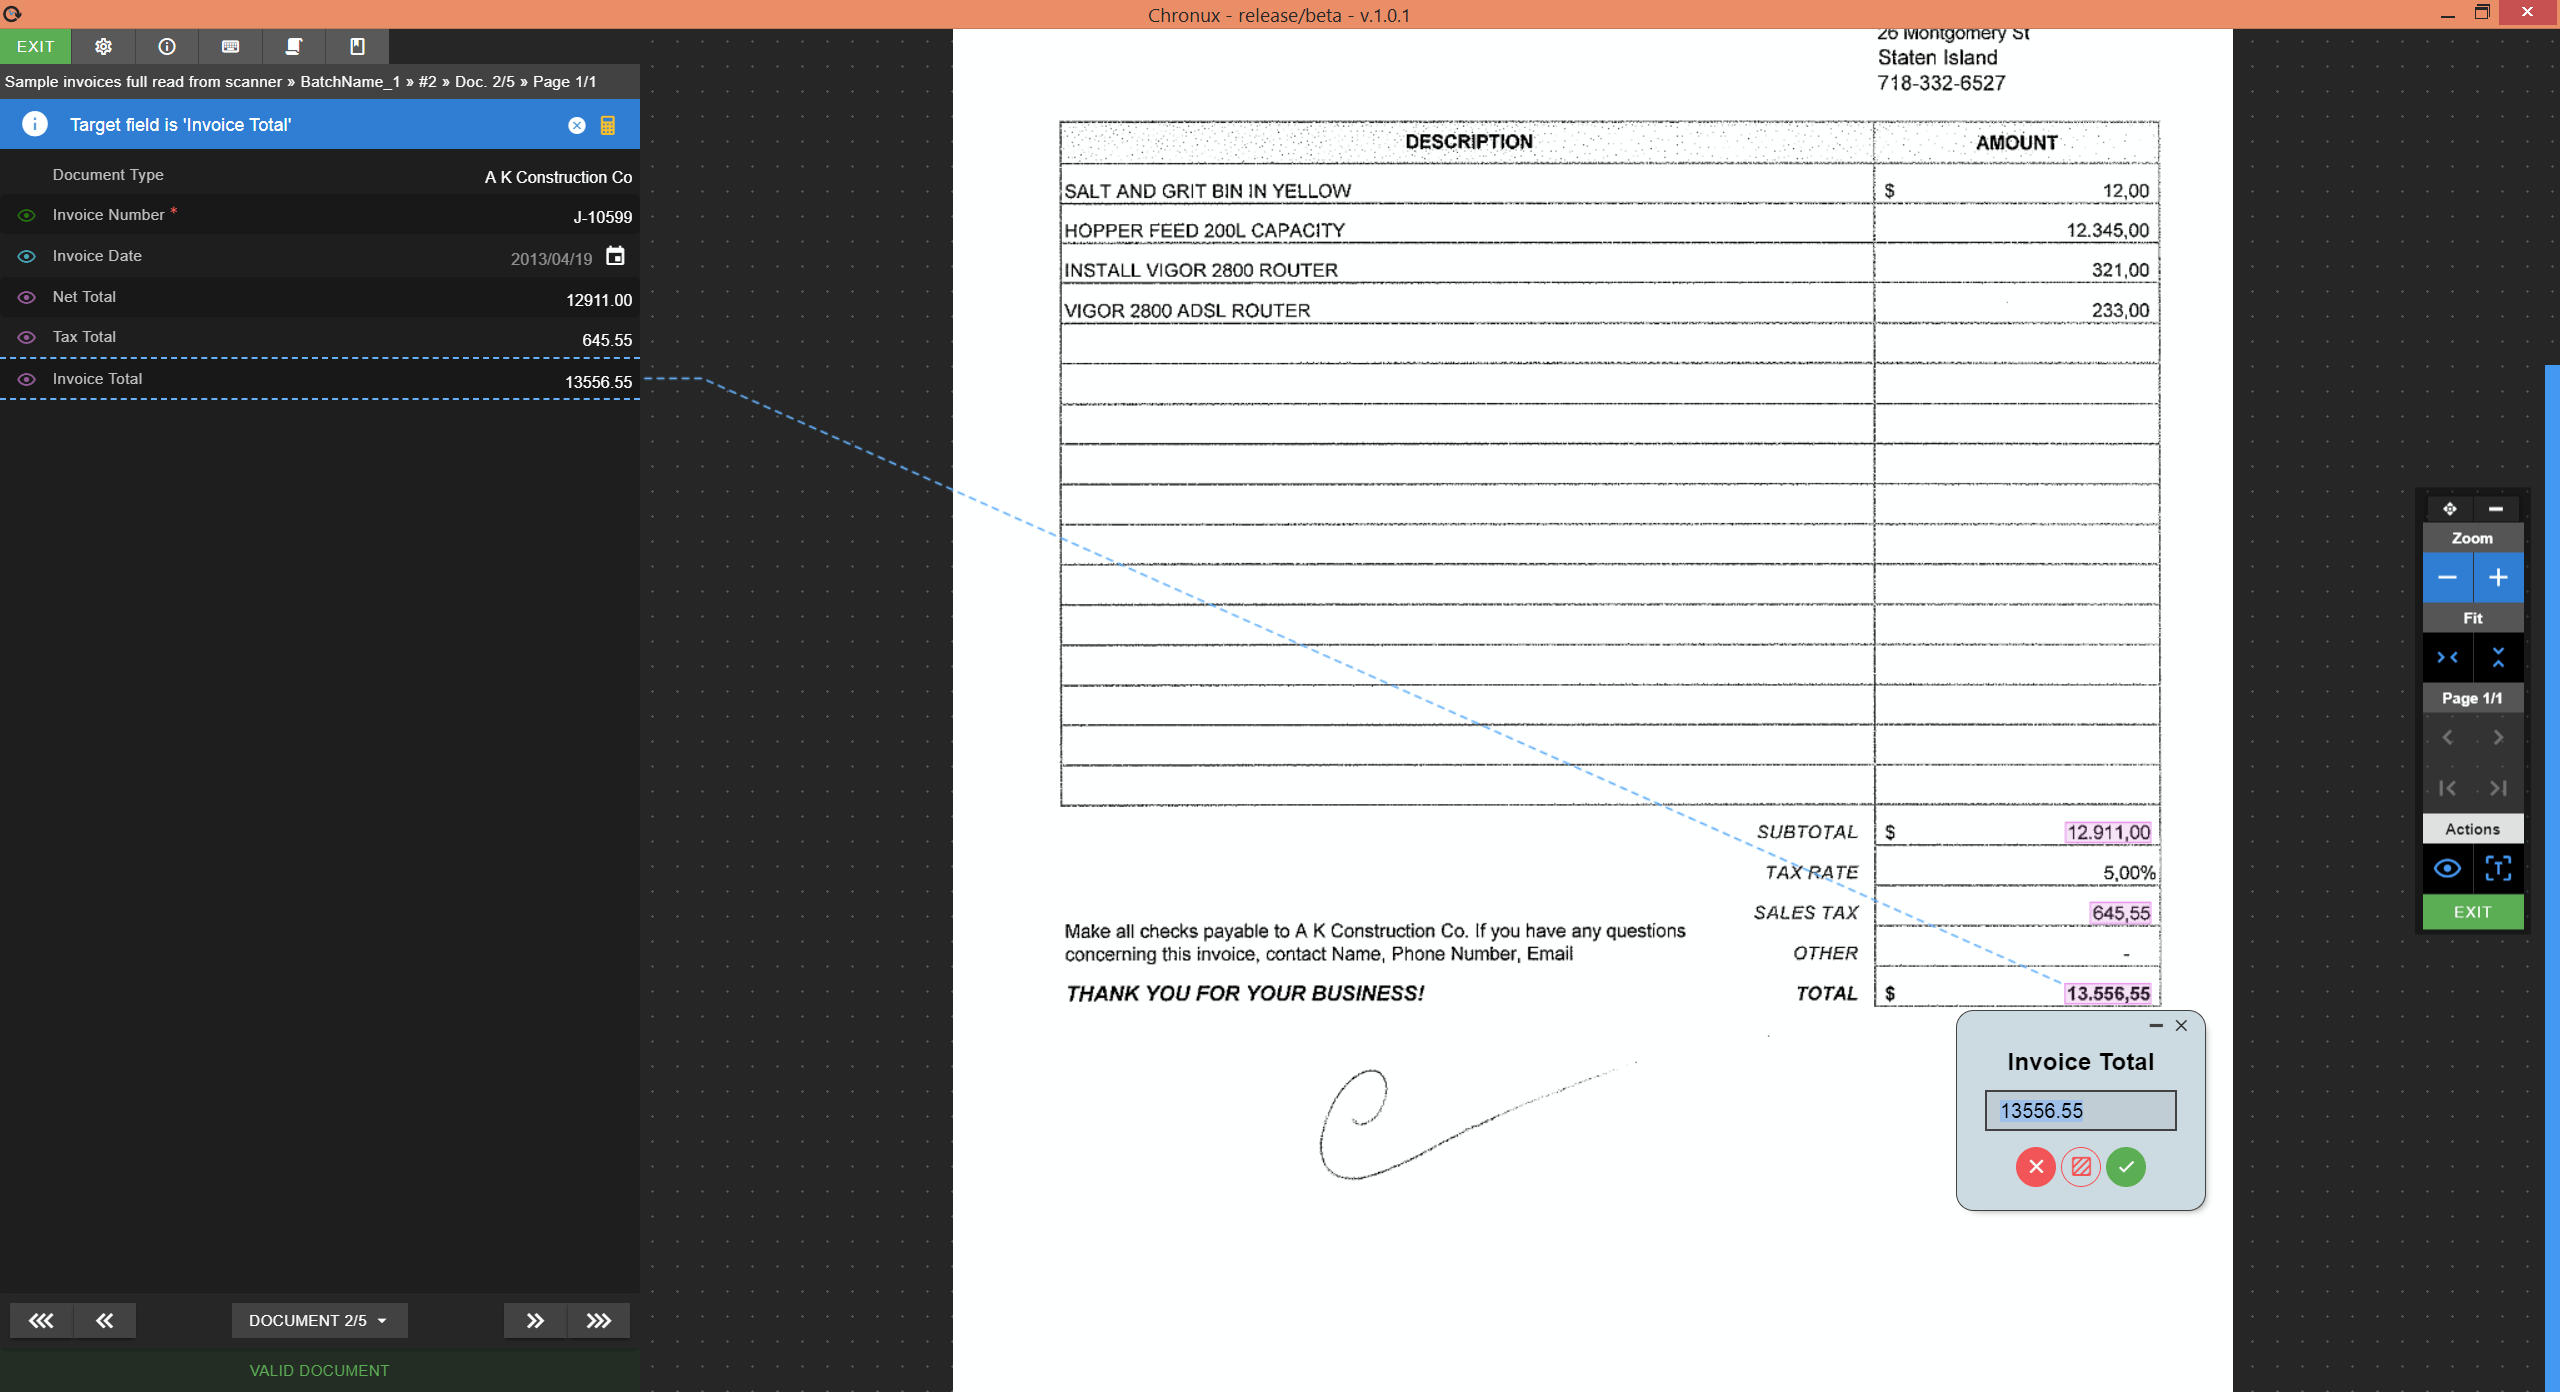 Chronux - release/beta - v.1.0.1
EXIT
Sample invoices full read from scanner » BatchName_1 » #2 » Doc. 2/5 » Page 1/1
Target field is 'Invoice Total'
Document Type A K Construction Co
Invoice Number * J-10599
Invoice Date 2013/04/19
Net Total 12911.00
Tax Total 645.55
Invoice Total 13556.55
DOCUMENT 2/5
VALID DOCUMENT
26 Montgomery St
Staten Island
718-332-6527
DESCRIPTION AMOUNT
SALT AND GRIT BIN IN YELLOW $ 12,00
HOPPER FEED 200L CAPACITY 12.345,00
INSTALL VIGOR 2800 ROUTER 321,00
VIGOR 2800 ADSL ROUTER 233,00
SUBTOTAL $ 12.911,00
TAX RATE 5,00%
SALES TAX 645,55
Make all checks payable to A K Construction Co. If you have any questions
concerning this invoice, contact Name, Phone Number, Email
OTHER -
THANK YOU FOR YOUR BUSINESS!
TOTAL $ 13.556,55
Invoice Total
13556.55
Zoom
Fit
Page 1/1
Actions
EXIT